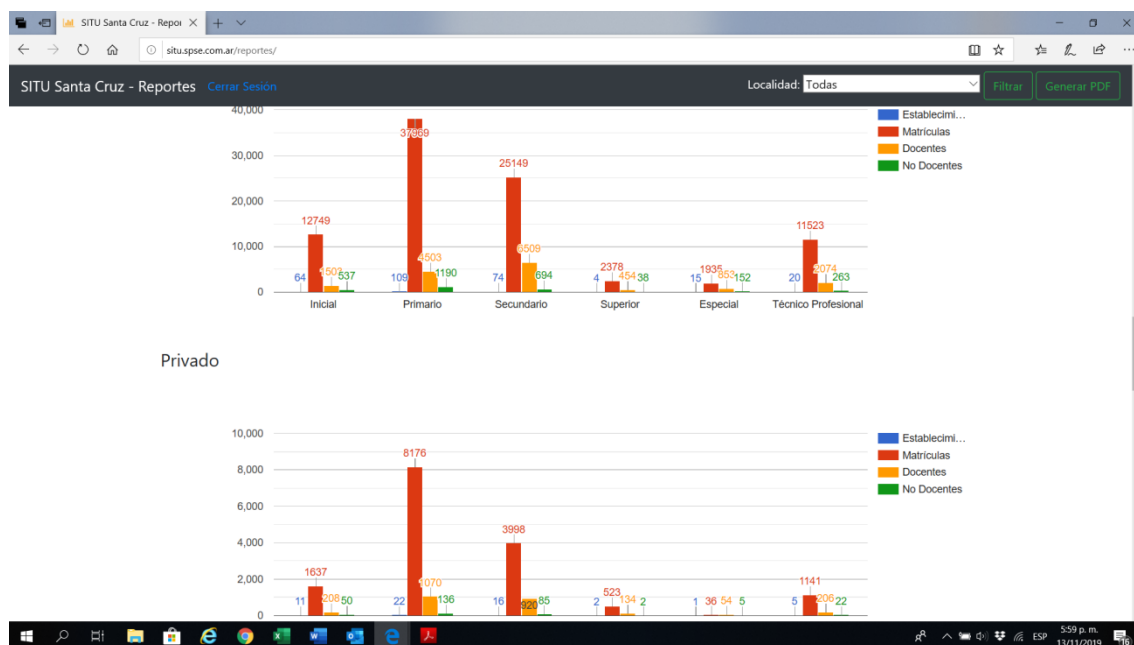 SITU Santa Cruz - Repor
situ.spse.com.ar/reportes/
SITU Santa Cruz - Reportes Cerrar Sesión Localidad: Todas Filtrar Generar PDF
40,000
30,000
20,000
10,000
0
37969
25149
12749
11523
6509
4503
2378
1935
2074
64 1503 537
109 1190
74 694
4 454 38
15 853 152
20 263
Inicial Primario Secundario Superior Especial Técnico Profesional
Establecimi...
Matrículas
Docentes
No Docentes
Privado
10,000
8,000
6,000
4,000
2,000
0
8176
3998
1637
1141
1070
523
11 208 50
22 136
16 920 85
2 134 2
1 36 54 5
5 206 22
Establecimi...
Matrículas
Docentes
No Docentes
ESP
5:59 p. m.
13/11/2019
16